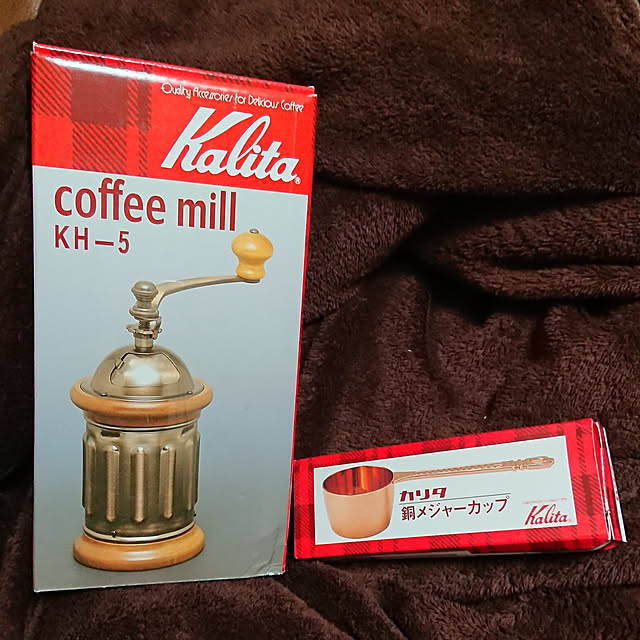 Quality Accessories for Delicious Coffee
Kalita®
coffee mill
KH–5
カリタ
銅メジャーカップ
Kalita